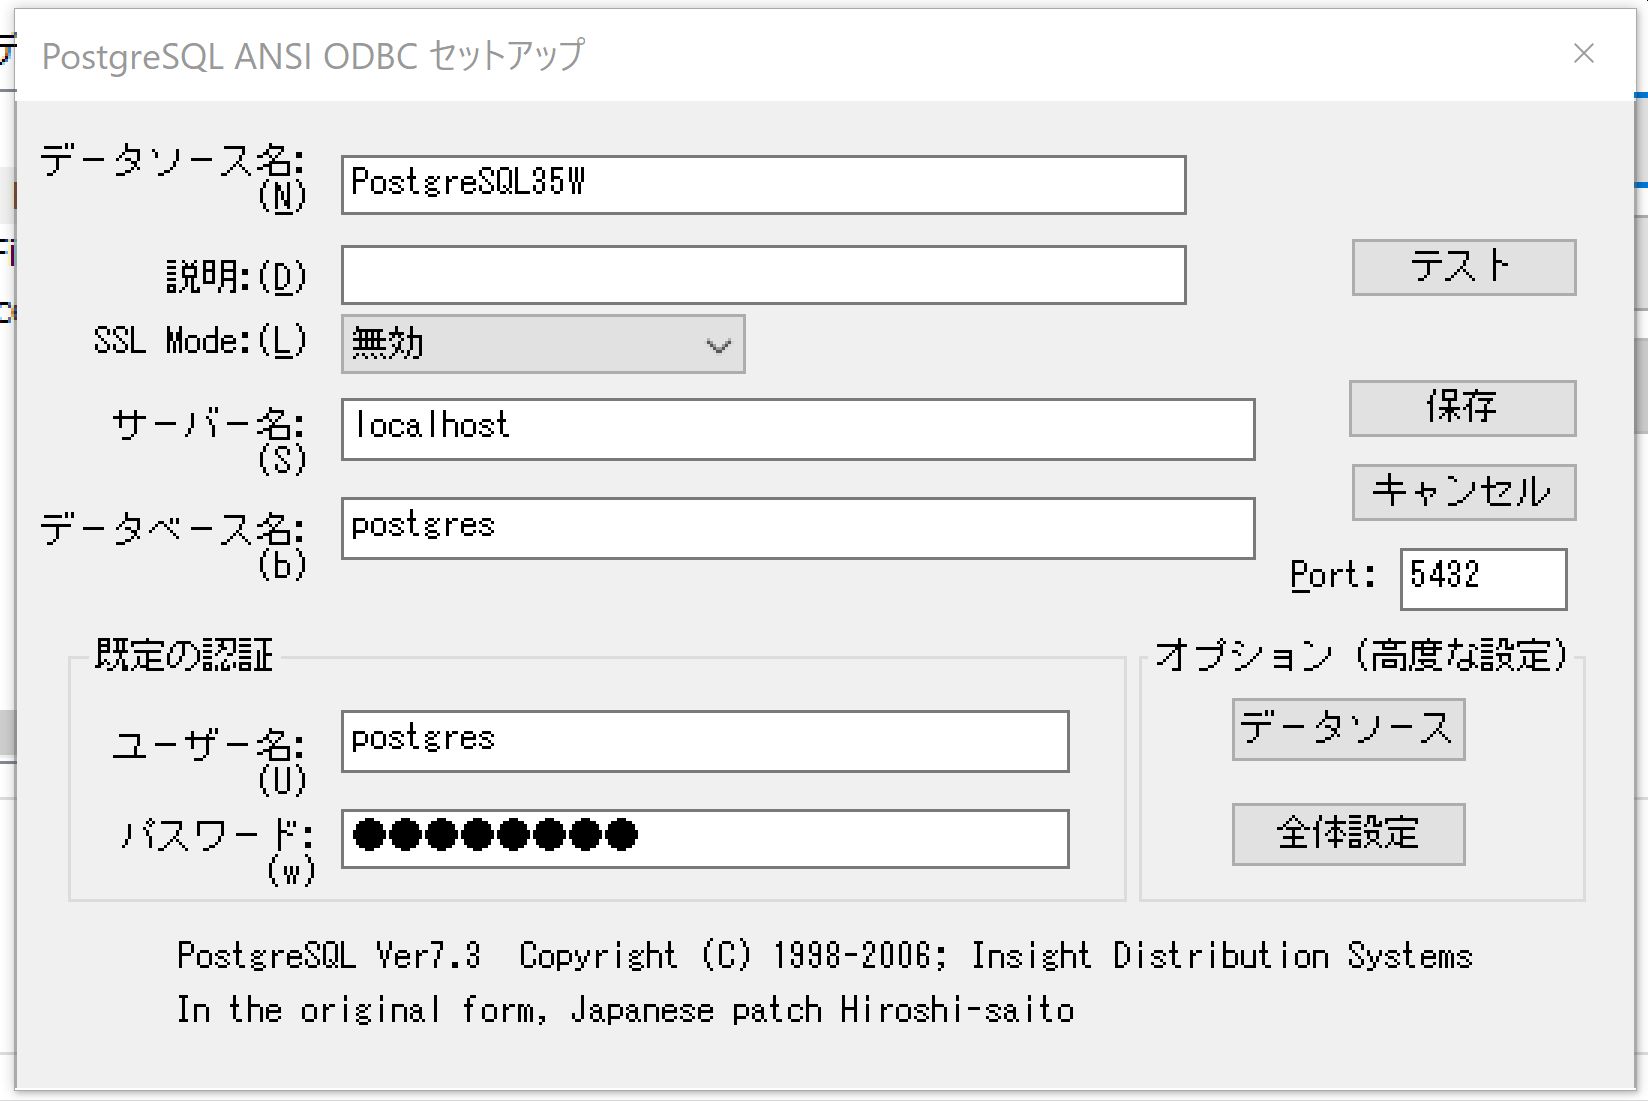 PostgreSQL ANSI ODBC セットアップ
データソース名:
(N)
PostgreSQL35W
説明:(D)
テスト
SSL Mode:(L)
無効
保存
サーバー名:
(S)
localhost
キャンセル
データベース名:
(b)
postgres
Port:
5432
既定の認証
オプション (高度な設定)
ユーザー名:
(U)
postgres
データソース
パスワード:
(w)
●●●●●●●●
全体設定
PostgreSQL Ver7.3 Copyright (C) 1998-2006; Insight Distribution Systems
In the original form, Japanese patch Hiroshi-saito